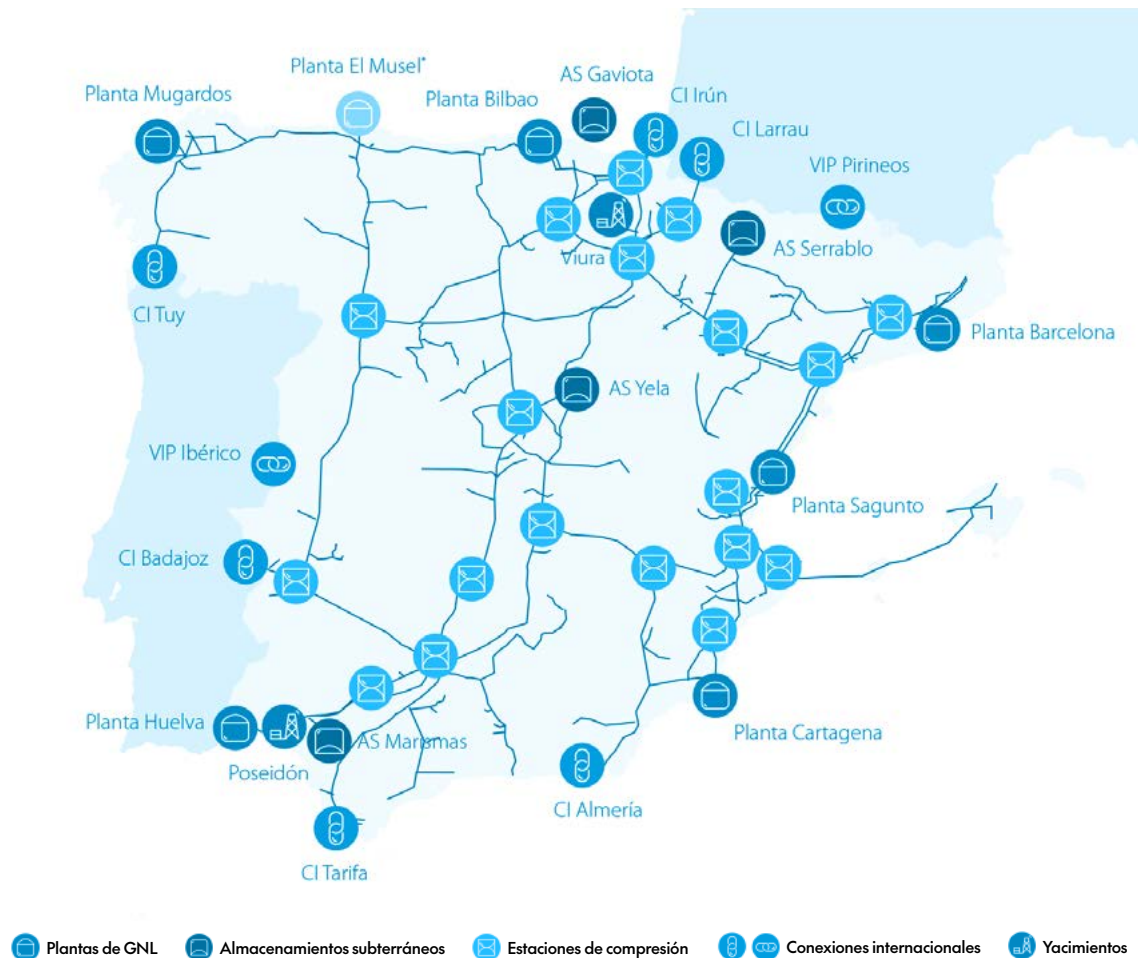 Planta El Musel*
AS Gaviota
Planta Mugardos
Planta Bilbao
CI Irún
CI Larrau
VIP Pirineos
AS Serrablo
Viura
CI Tuy
Planta Barcelona
AS Yela
VIP Ibérico
Planta Sagunto
CI Badajoz
Planta Huelva
AS Marismas
Planta Cartagena
Poseidón
CI Almería
CI Tarifa
Plantas de GNL
Almacenamientos subterráneos
Estaciones de compresión
Conexiones internacionales
Yacimientos